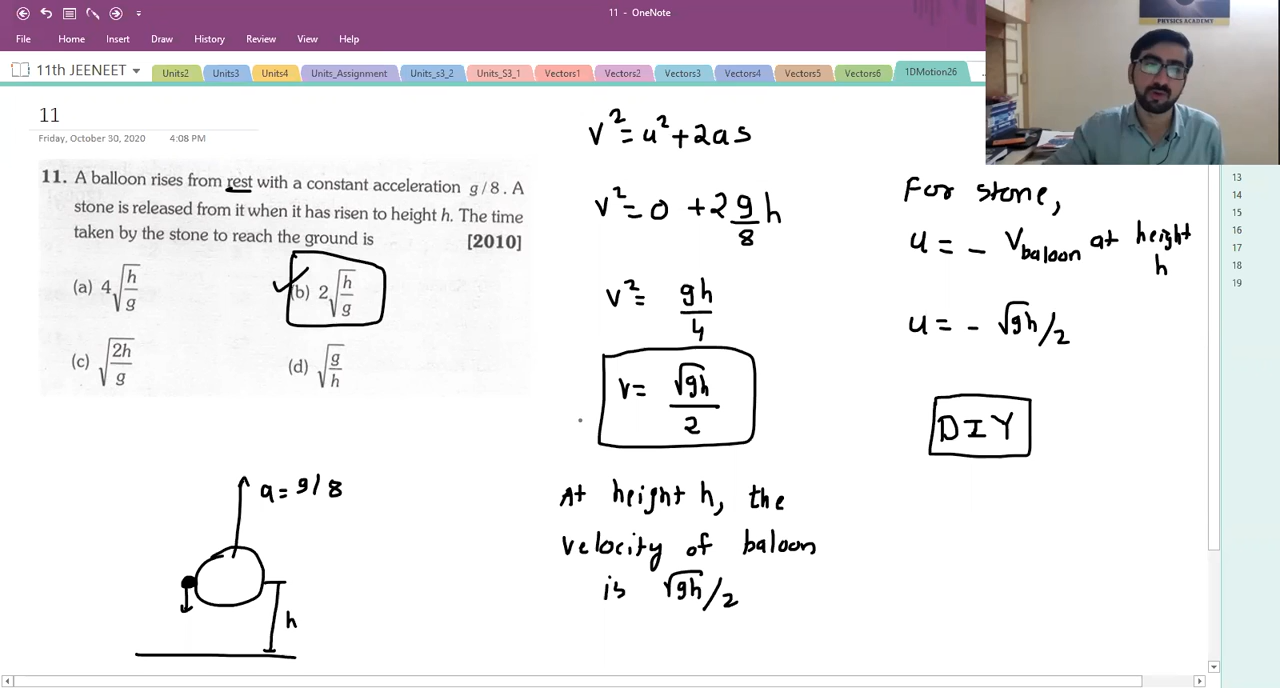 11 - OneNote
File Home Insert Draw History Review View Help
11th JEENEET
Units2 Units3 Units4 Units_Assignment Units_s3_2 Units_S3_1 Vectors1 Vectors2 Vectors3 Vectors4 Vectors5 Vectors6 1DMotion26 ...
PHYSICS ACADEMY
11
Friday, October 30, 2020 4:08 PM
11. A balloon rises from rest with a constant acceleration g/8. A
stone is released from it when it has risen to height h. The time
taken by the stone to reach the ground is [2010]
(a) 4√(h/g) (b) 2√(h/g)
(c) √(2h/g) (d) √(g/h)
a = g/8
h
v² = u² + 2as
v² = 0 + 2 g/8 h
v² = gh/4
v = √gh/2
At height h, the
velocity of baloon
is √gh/2
For stone,
u = - Vbaloon at height
h
u = - √gh/2
DIY
13
14
15
16
17
18
19